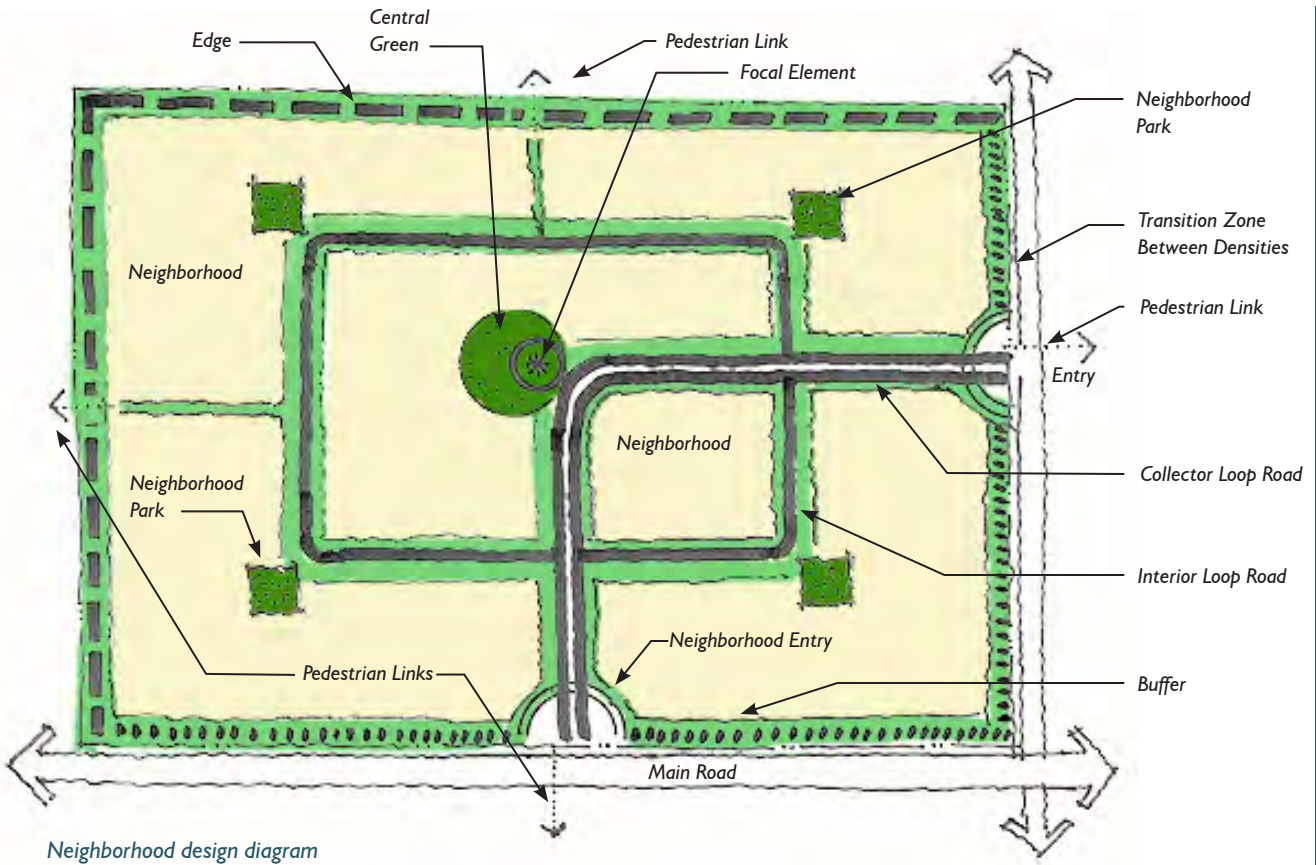 Central
Green
Edge
Pedestrian Link
Focal Element
Neighborhood
Park
Transition Zone
Between Densities
Neighborhood
Pedestrian Link
Entry
Neighborhood
Collector Loop Road
Neighborhood
Park
Interior Loop Road
Neighborhood Entry
Pedestrian Links
Buffer
Main Road
Neighborhood design diagram